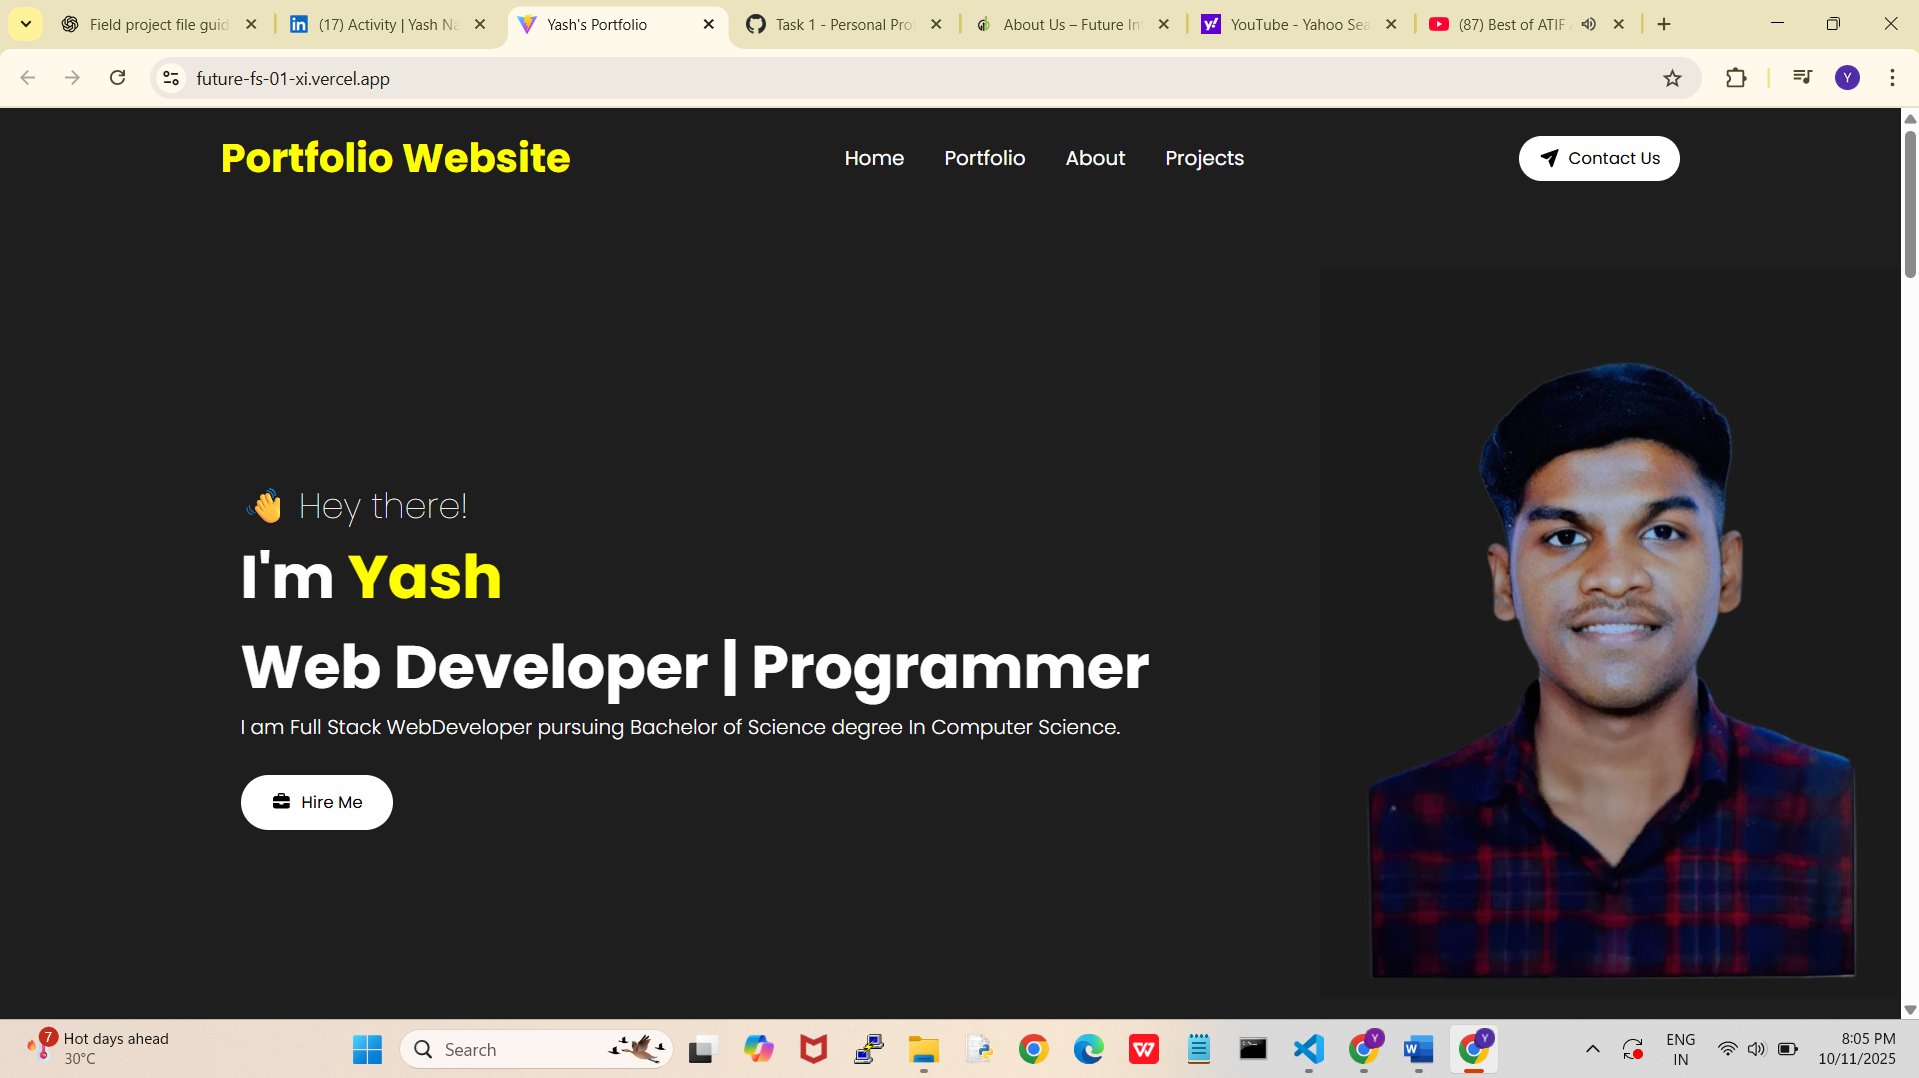 Field project file guid
(17) Activity | Yash Na
Yash's Portfolio
Task 1 - Personal Pro
About Us – Future In
YouTube - Yahoo Sea
(87) Best of ATIF
future-fs-01-xi.vercel.app
Y
Portfolio Website
Home
Portfolio
About
Projects
Contact Us
👋 Hey there!
I'm Yash
Web Developer | Programmer
I am Full Stack WebDeveloper pursuing Bachelor of Science degree In Computer Science.
Hire Me
7
Hot days ahead
30°C
Search
Y
Y
ENG
IN
8:05 PM
10/11/2025